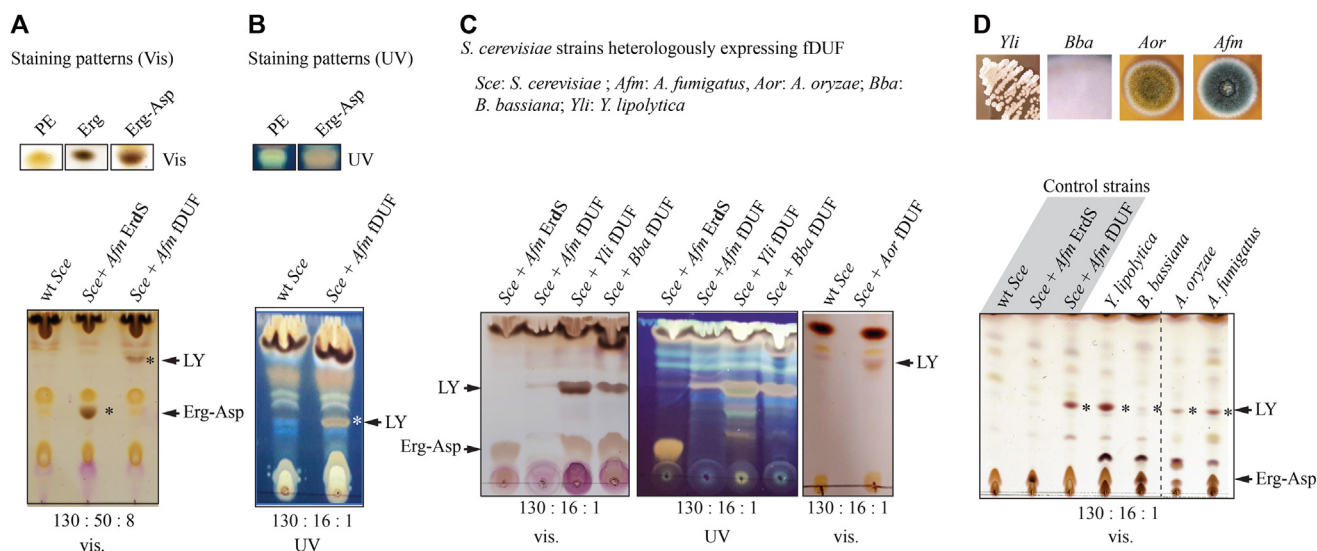 A
Staining patterns (Vis)
PE
Erg
Erg-Asp
Vis
wt Sce
Sce + Afm ErdS
Sce + Afm fDUF
*
LY
*
Erg-Asp
130 : 50 : 8
vis.
B
Staining patterns (UV)
PE
Erg-Asp
UV
wt Sce
Sce + Afm fDUF
*
LY
130 : 16 : 1
UV
C
S. cerevisiae strains heterologously expressing fDUF
Sce: S. cerevisiae ; Afm: A. fumigatus, Aor: A. oryzae; Bba:
B. bassiana; Yli: Y. lipolytica
Sce + Afm ErdS
Sce + Afm fDUF
Sce + Yli fDUF
Sce + Bba fDUF
Sce + Afm ErdS
Sce + Afm fDUF
Sce + Yli fDUF
Sce + Bba fDUF
wt Sce
Sce + Aor fDUF
LY
LY
Erg-Asp
130 : 16 : 1
130 : 16 : 1
vis.
UV
vis.
D
Yli
Bba
Aor
Afm
Control strains
wt Sce
Sce + Afm ErdS
Sce + Afm fDUF
Y. lipolytica
B. bassiana
A. oryzae
A. fumigatus
* * * * *
LY
Erg-Asp
130 : 16 : 1
vis.